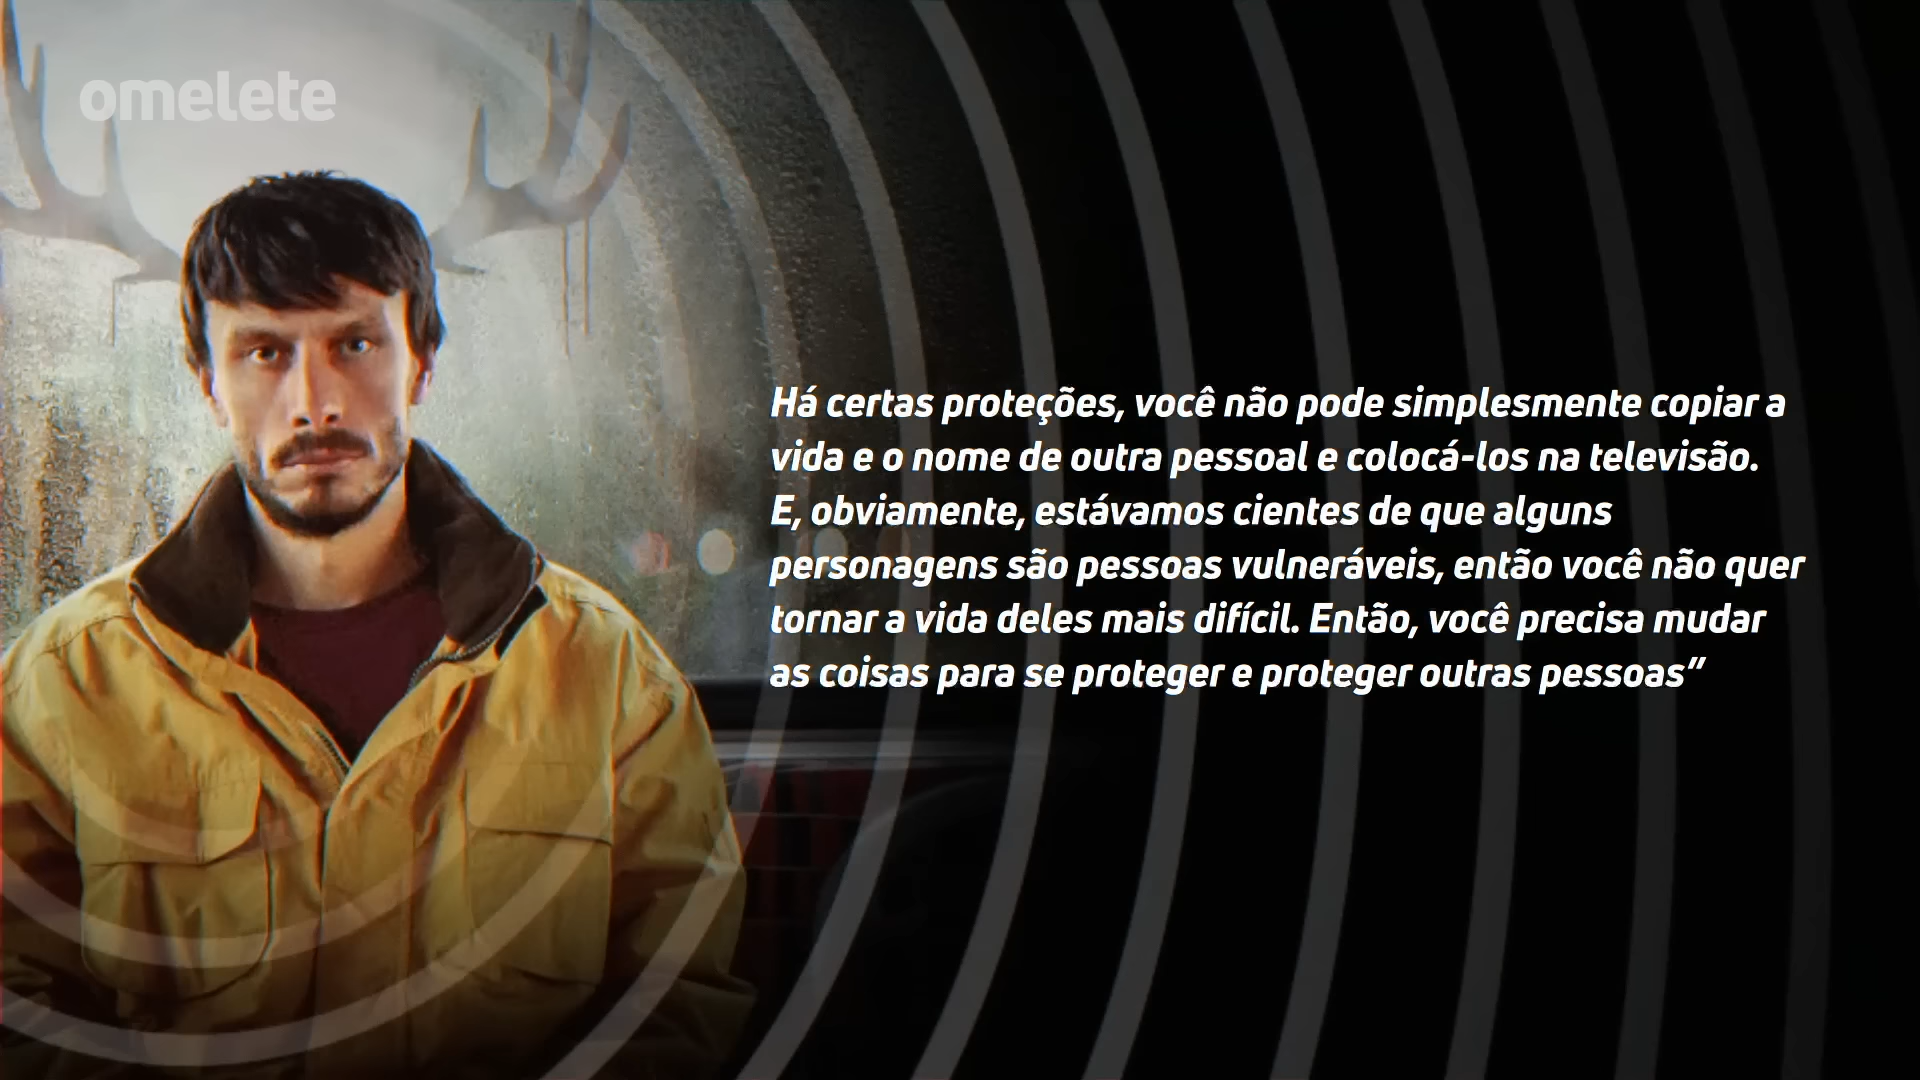 omelete
Há certas proteções, você não pode simplesmente copiar a
vida e o nome de outra pessoal e colocá-los na televisão.
E, obviamente, estávamos cientes de que alguns
personagens são pessoas vulneráveis, então você não quer
tornar a vida deles mais difícil. Então, você precisa mudar
as coisas para se proteger e proteger outras pessoas”